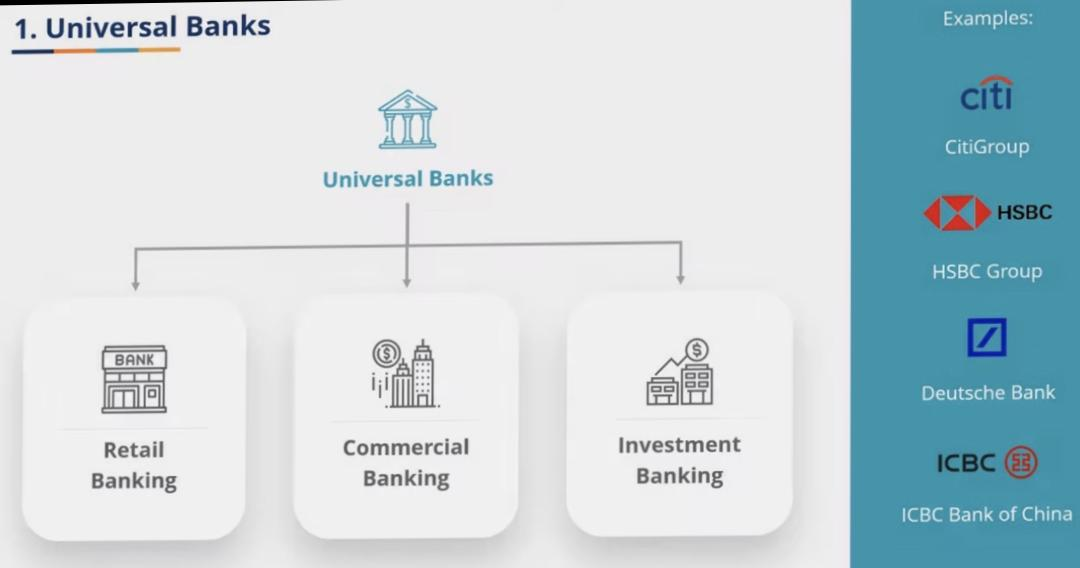 1. Universal Banks
Universal Banks
BANK
Retail
Banking
Commercial
Banking
Investment
Banking
Examples:
citi
CitiGroup
HSBC
HSBC Group
Deutsche Bank
ICBC
ICBC Bank of China